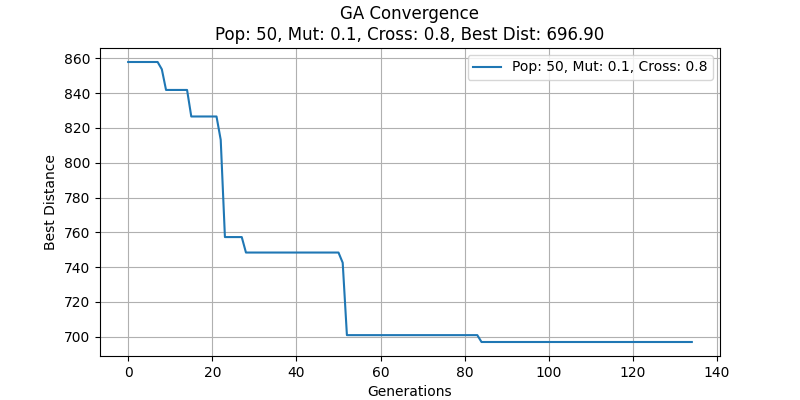 GA Convergence
Pop: 50, Mut: 0.1, Cross: 0.8, Best Dist: 696.90
Pop: 50, Mut: 0.1, Cross: 0.8
Best Distance
860
840
820
800
780
760
740
720
700
0 20 40 60 80 100 120 140
Generations